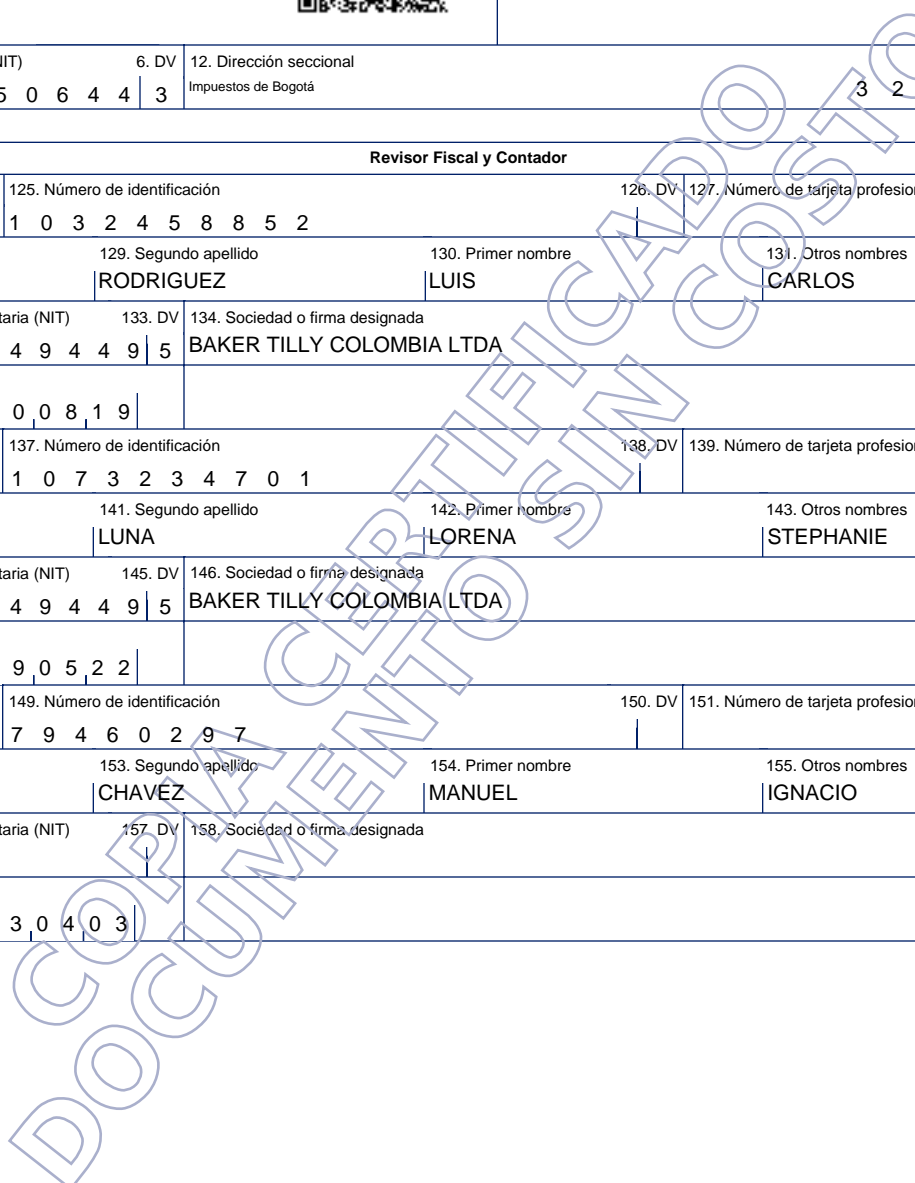 IT) 6. DV 12. Dirección seccional
5 0 6 4 4 3 Impuestos de Bogotá 3 2
Revisor Fiscal y Contador
125. Número de identificación 126. DV 127. Número de tarjeta profesion
1 0 3 2 4 5 8 8 5 2
129. Segundo apellido 130. Primer nombre 131. Otros nombres
RODRIGUEZ LUIS CARLOS
taria (NIT) 133. DV 134. Sociedad o firma designada
4 9 4 4 9 5 BAKER TILLY COLOMBIA LTDA
0 0 8 1 9
137. Número de identificación 138. DV 139. Número de tarjeta profesion
1 0 7 3 2 3 4 7 0 1
141. Segundo apellido 142. Primer nombre 143. Otros nombres
LUNA LORENA STEPHANIE
taria (NIT) 145. DV 146. Sociedad o firma designada
4 9 4 4 9 5 BAKER TILLY COLOMBIA LTDA
9 0 5 2 2
149. Número de identificación 150. DV 151. Número de tarjeta profesion
7 9 4 6 0 2 9 7
153. Segundo apellido 154. Primer nombre 155. Otros nombres
CHAVEZ MANUEL IGNACIO
taria (NIT) 157. DV 158. Sociedad o firma designada
3 0 4 0 3
COPIA CERTIFICADO
DOCUMENTO SIN COSTO